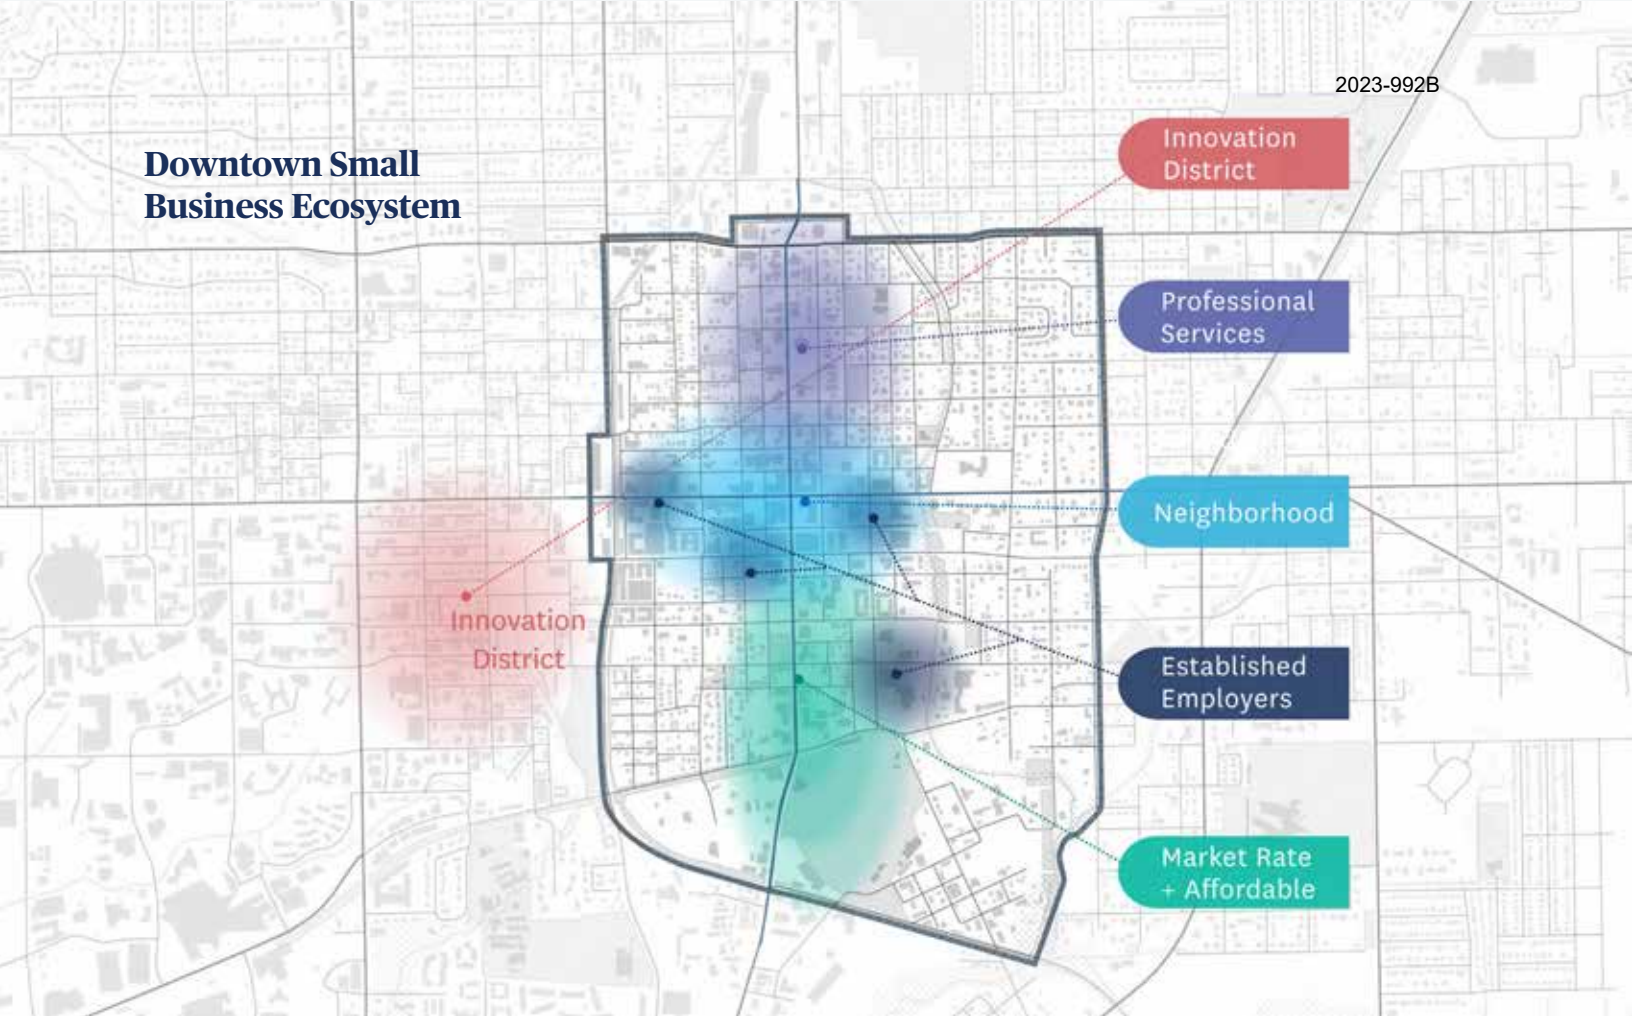 2023-992B
Downtown Small
Business Ecosystem
Innovation
District
Professional
Services
Neighborhood
Innovation
District
Established
Employers
Market Rate
+ Affordable